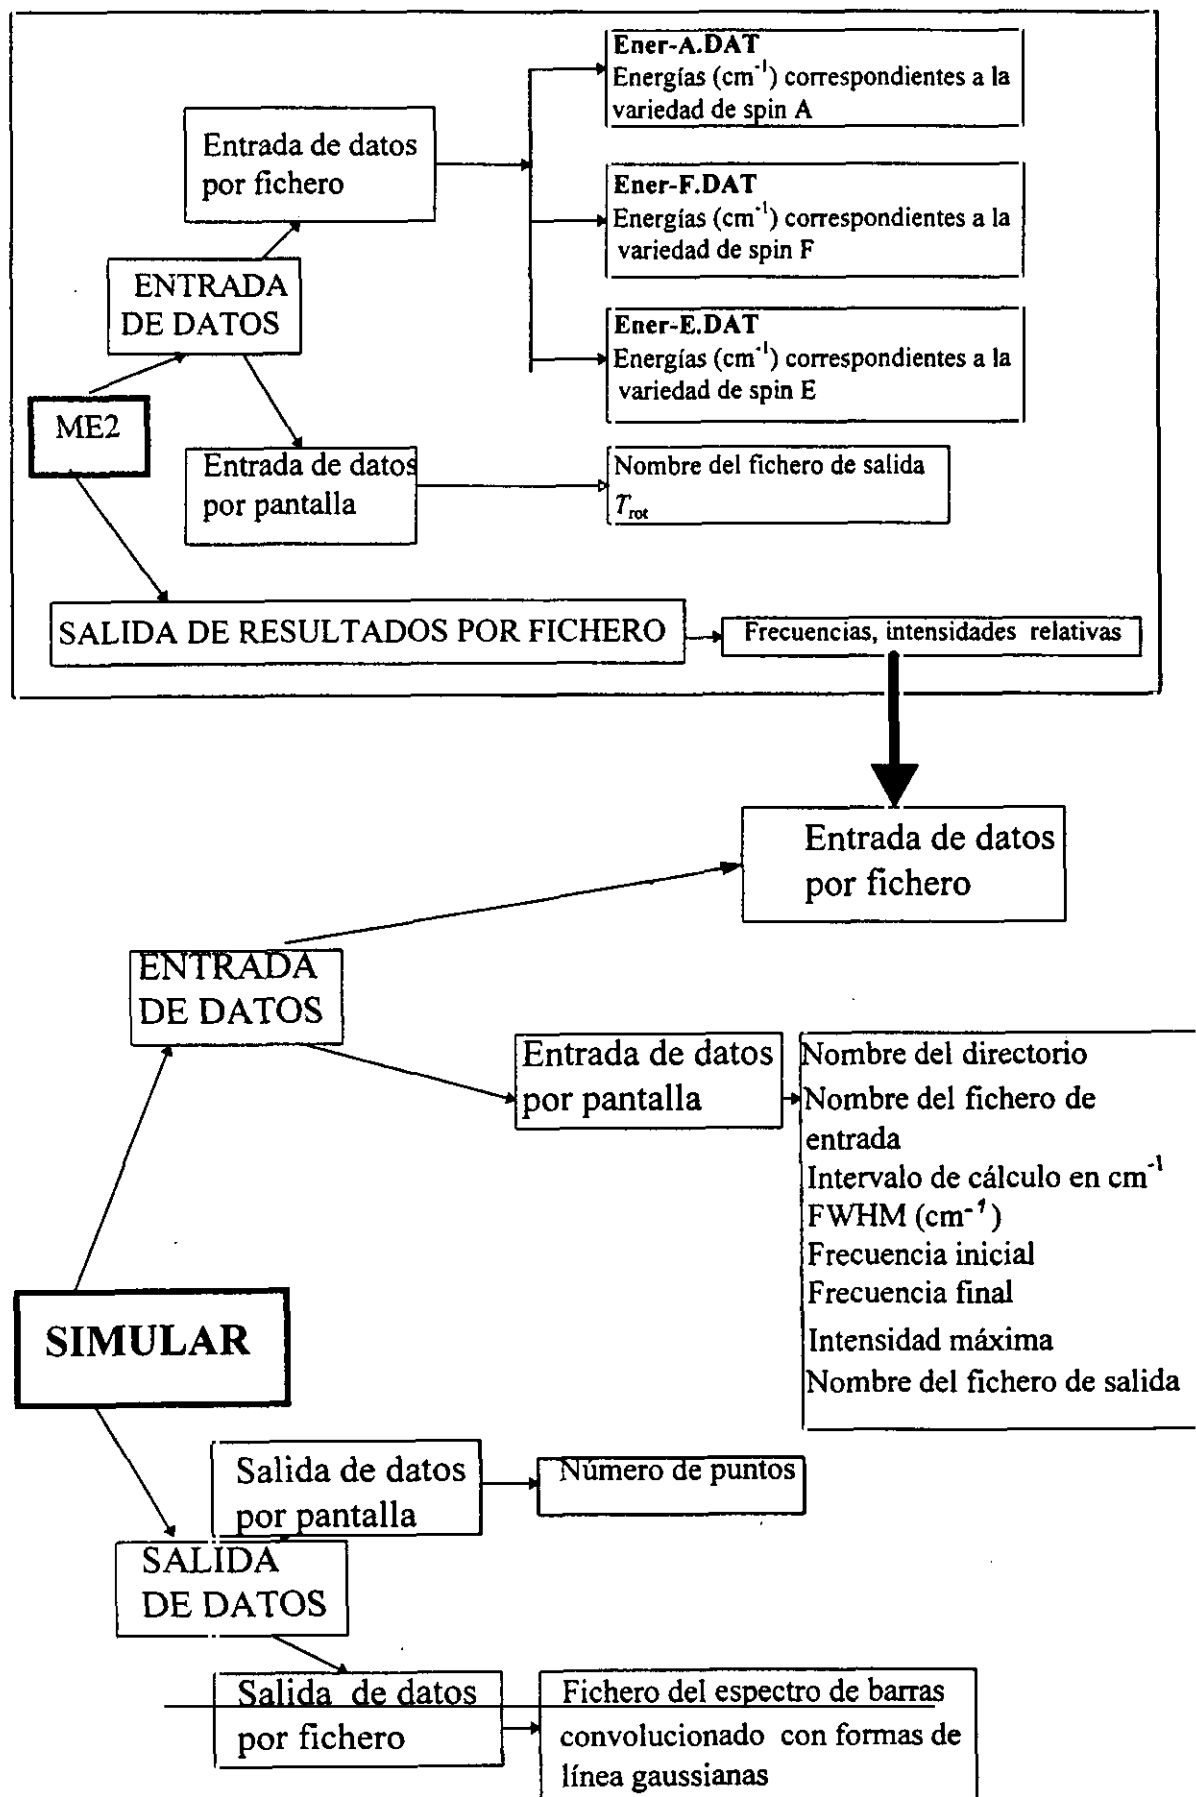 Ener-A.DAT
Energías (cm-1) correspondientes a la
variedad de spin A
Entrada de datos
por fichero
Ener-F.DAT
Energías (cm-1) correspondientes a la
variedad de spin F
ENTRADA
DE DATOS
Ener-E.DAT
Energías (cm-1) correspondientes a la
variedad de spin E
ME2
Entrada de datos
por pantalla
Nombre del fichero de salida
Trot
SALIDA DE RESULTADOS POR FICHERO
Frecuencias, intensidades relativas
Entrada de datos
por fichero
ENTRADA
DE DATOS
Entrada de datos
por pantalla
Nombre del directorio
Nombre del fichero de
entrada
Intervalo de cálculo en cm-1
FWHM (cm-1)
Frecuencia inicial
Frecuencia final
Intensidad máxima
Nombre del fichero de salida
SIMULAR
Salida de datos
por pantalla
Número de puntos
SALIDA
DE DATOS
Salida de datos
por fichero
Fichero del espectro de barras
convolucionado con formas de
línea gaussianas